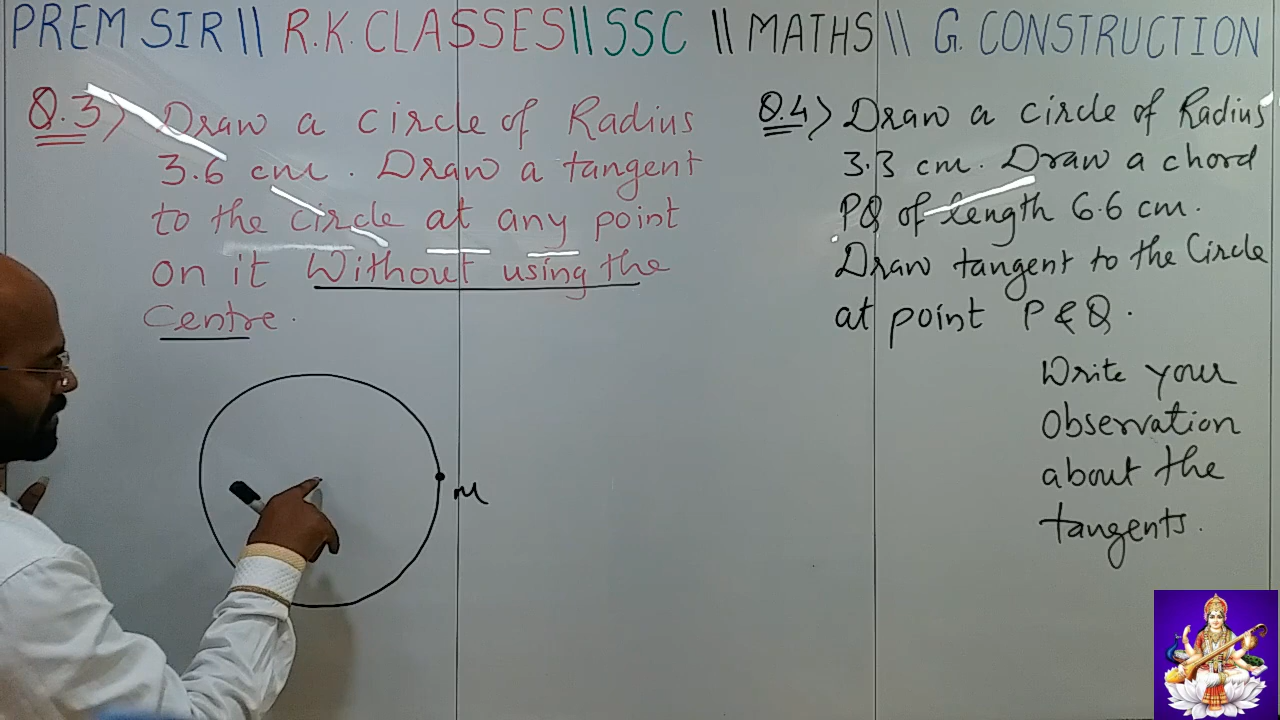 PREM SIR || R.K. CLASSES || SSC || MATHS \\ G. CONSTRUCTION
Q.3) Draw a circle of Radius
3.6 cm. Draw a tangent
to the circle at any point
on it Without using the
Centre.
M
Q.4) Draw a circle of Radius
3.3 cm. Draw a chord
PQ of length 6.6 cm.
Draw tangent to the Circle
at point P & Q.
Write your
Observation
about the
tangents.